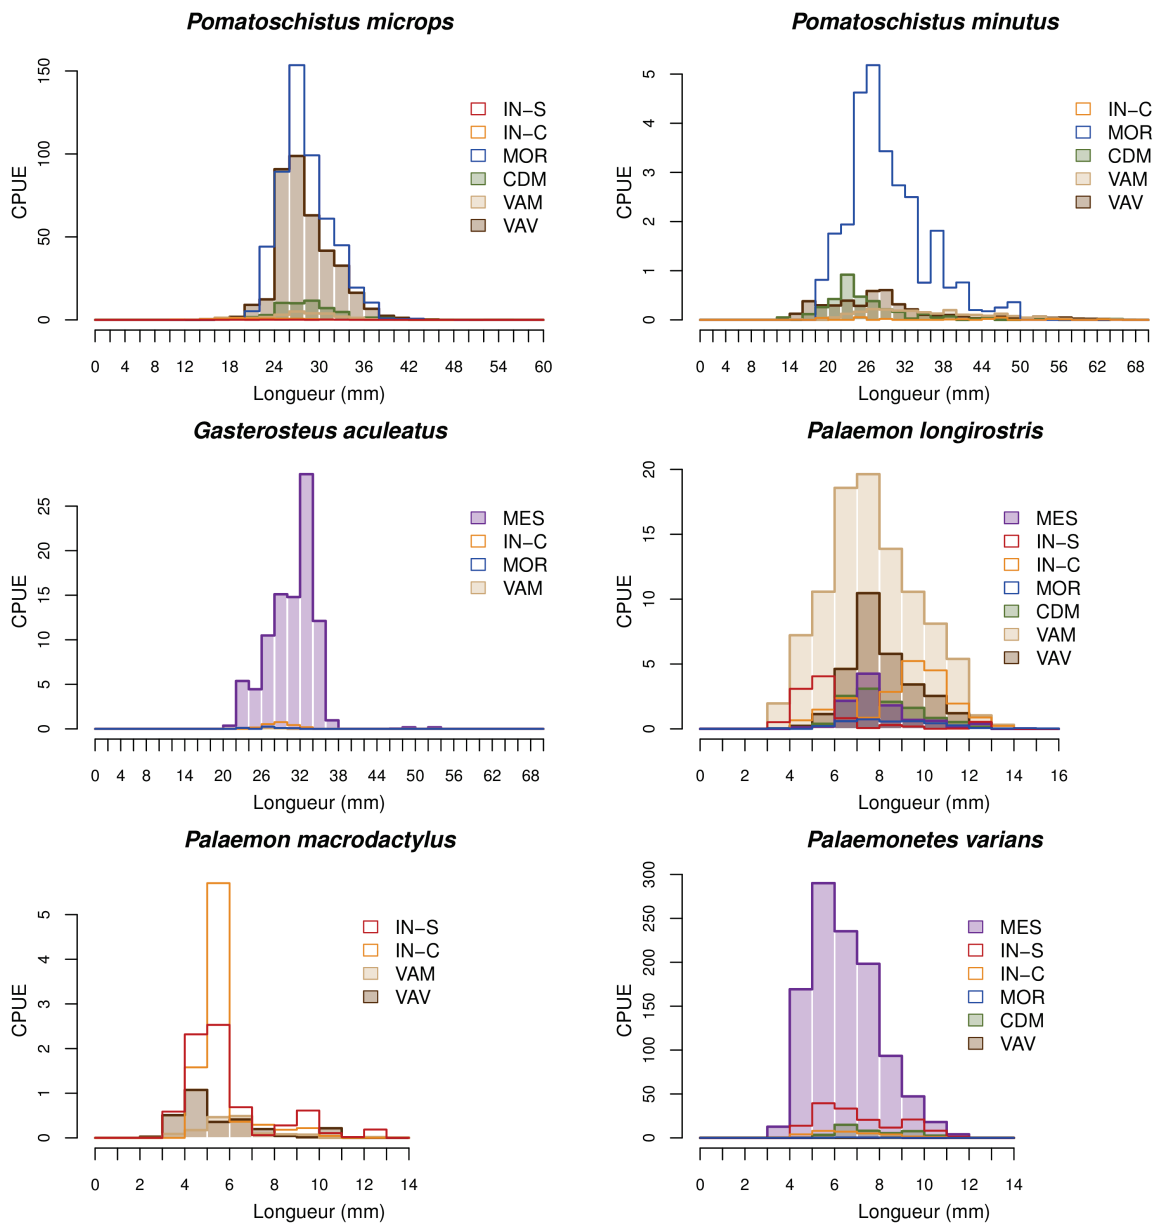 Pomatoschistus microps
CPUE
0 50 100 150
IN−S
IN−C
MOR
CDM
VAM
VAV
0 4 8 12 18 24 30 36 42 48 54 60
Longueur (mm)
Pomatoschistus minutus
CPUE
0 1 2 3 4 5
IN−C
MOR
CDM
VAM
VAV
0 4 8 14 20 26 32 38 44 50 56 62 68
Longueur (mm)
Gasterosteus aculeatus
CPUE
0 5 10 15 20 25
MES
IN−C
MOR
VAM
0 4 8 14 20 26 32 38 44 50 56 62 68
Longueur (mm)
Palaemon longirostris
CPUE
0 5 10 15 20
MES
IN−S
IN−C
MOR
CDM
VAM
VAV
0 2 4 6 8 10 12 14 16
Longueur (mm)
Palaemon macrodactylus
CPUE
0 1 2 3 4 5
IN−S
IN−C
VAM
VAV
0 2 4 6 8 10 12 14
Longueur (mm)
Palaemonetes varians
CPUE
0 50 100 150 200 250 300
MES
IN−S
IN−C
MOR
CDM
VAV
0 2 4 6 8 10 12 14
Longueur (mm)